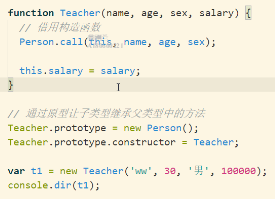 function Teacher(name, age, sex, salary) {
// 借用构造函数
Person.call(this, name, age, sex);
this.salary = salary;
}
// 通过原型让子类型继承父类型中的方法
Teacher.prototype = new Person();
Teacher.prototype.constructor = Teacher;
var t1 = new Teacher('ww', 30, '男', 100000);
console.dir(t1);